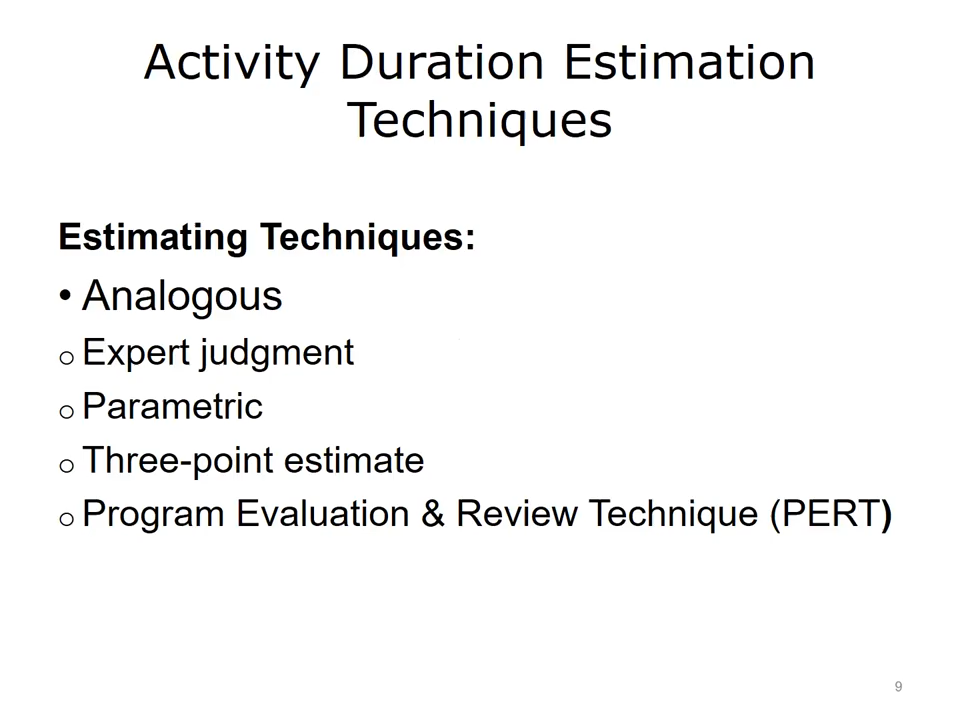 Activity Duration Estimation
Techniques
Estimating Techniques:
• Analogous
o Expert judgment
o Parametric
o Three-point estimate
o Program Evaluation & Review Technique (PERT)
9